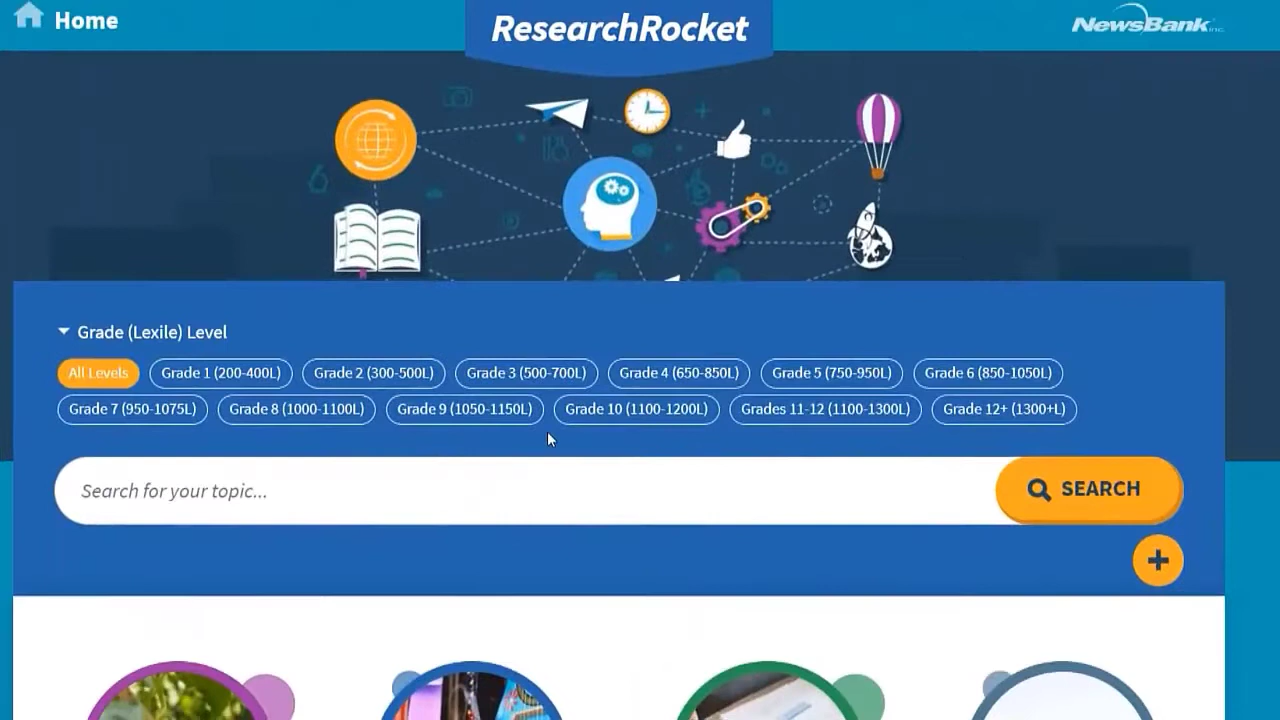 Home
ResearchRocket
NewsBank inc.
Grade (Lexile) Level
All Levels
Grade 1 (200-400L)
Grade 2 (300-500L)
Grade 3 (500-700L)
Grade 4 (650-850L)
Grade 5 (750-950L)
Grade 6 (850-1050L)
Grade 7 (950-1075L)
Grade 8 (1000-1100L)
Grade 9 (1050-1150L)
Grade 10 (1100-1200L)
Grades 11-12 (1100-1300L)
Grade 12+ (1300+L)
Search for your topic...
SEARCH
+